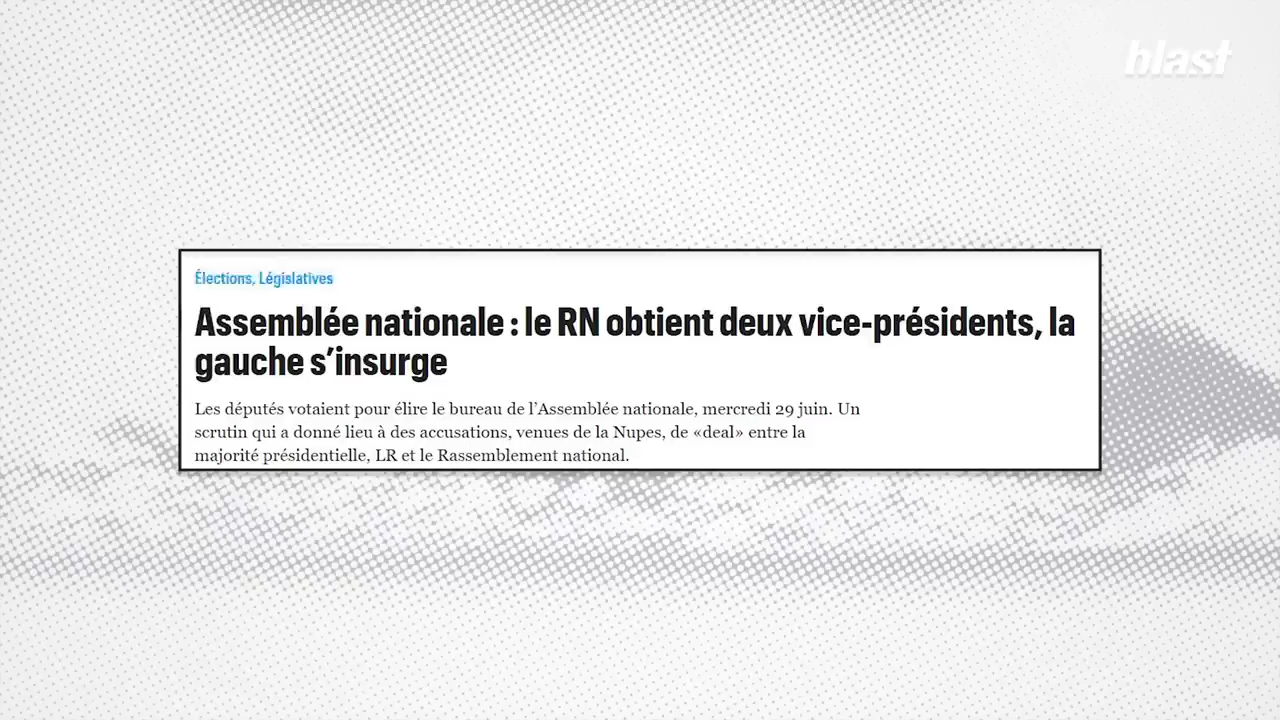 blast
Élections, Législatives
Assemblée nationale : le RN obtient deux vice-présidents, la
gauche s’insurge
Les députés votaient pour élire le bureau de l’Assemblée nationale, mercredi 29 juin. Un
scrutin qui a donné lieu à des accusations, venues de la Nupes, de «deal» entre la
majorité présidentielle, LR et le Rassemblement national.